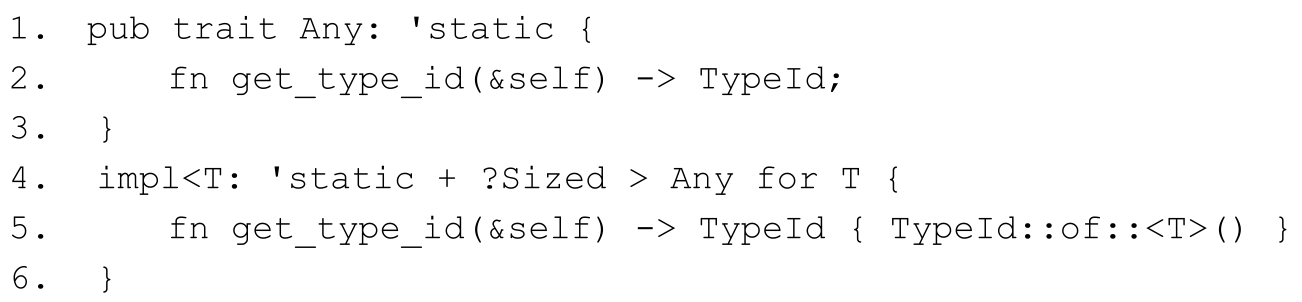 1. pub trait Any: 'static {
2.     fn get_type_id(&self) -> TypeId;
3. }
4. impl<T: 'static + ?Sized > Any for T {
5.     fn get_type_id(&self) -> TypeId { TypeId::of::<T>() }
6. }